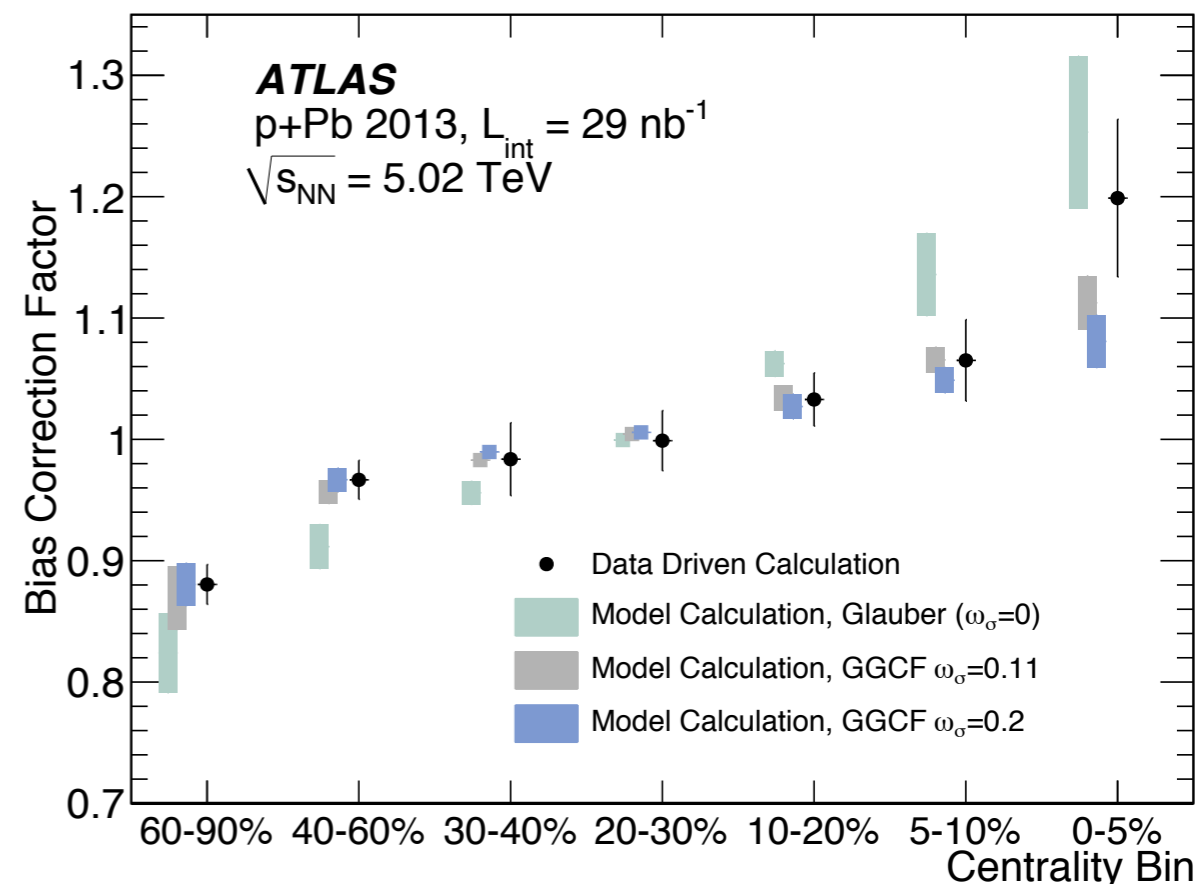 ATLAS
p+Pb 2013, L_int = 29 nb^-1
√s_NN = 5.02 TeV
Bias Correction Factor
1.3
1.2
1.1
1
0.9
0.8
0.7
Data Driven Calculation
Model Calculation, Glauber (ω_σ=0)
Model Calculation, GGCF ω_σ=0.11
Model Calculation, GGCF ω_σ=0.2
60-90% 40-60% 30-40% 20-30% 10-20% 5-10% 0-5%
Centrality Bin